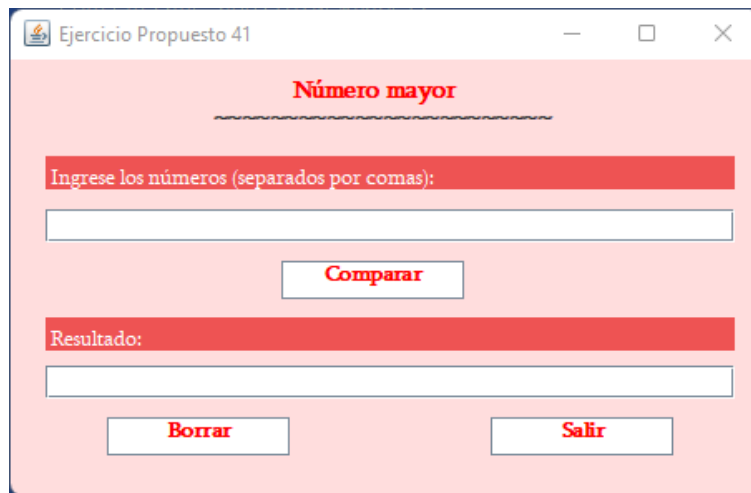 Ejercicio Propuesto 41
Número mayor
~~~~~~~~~~~~~~~~~~~~~~~~
Ingrese los números (separados por comas):
Comparar
Resultado:
Borrar Salir